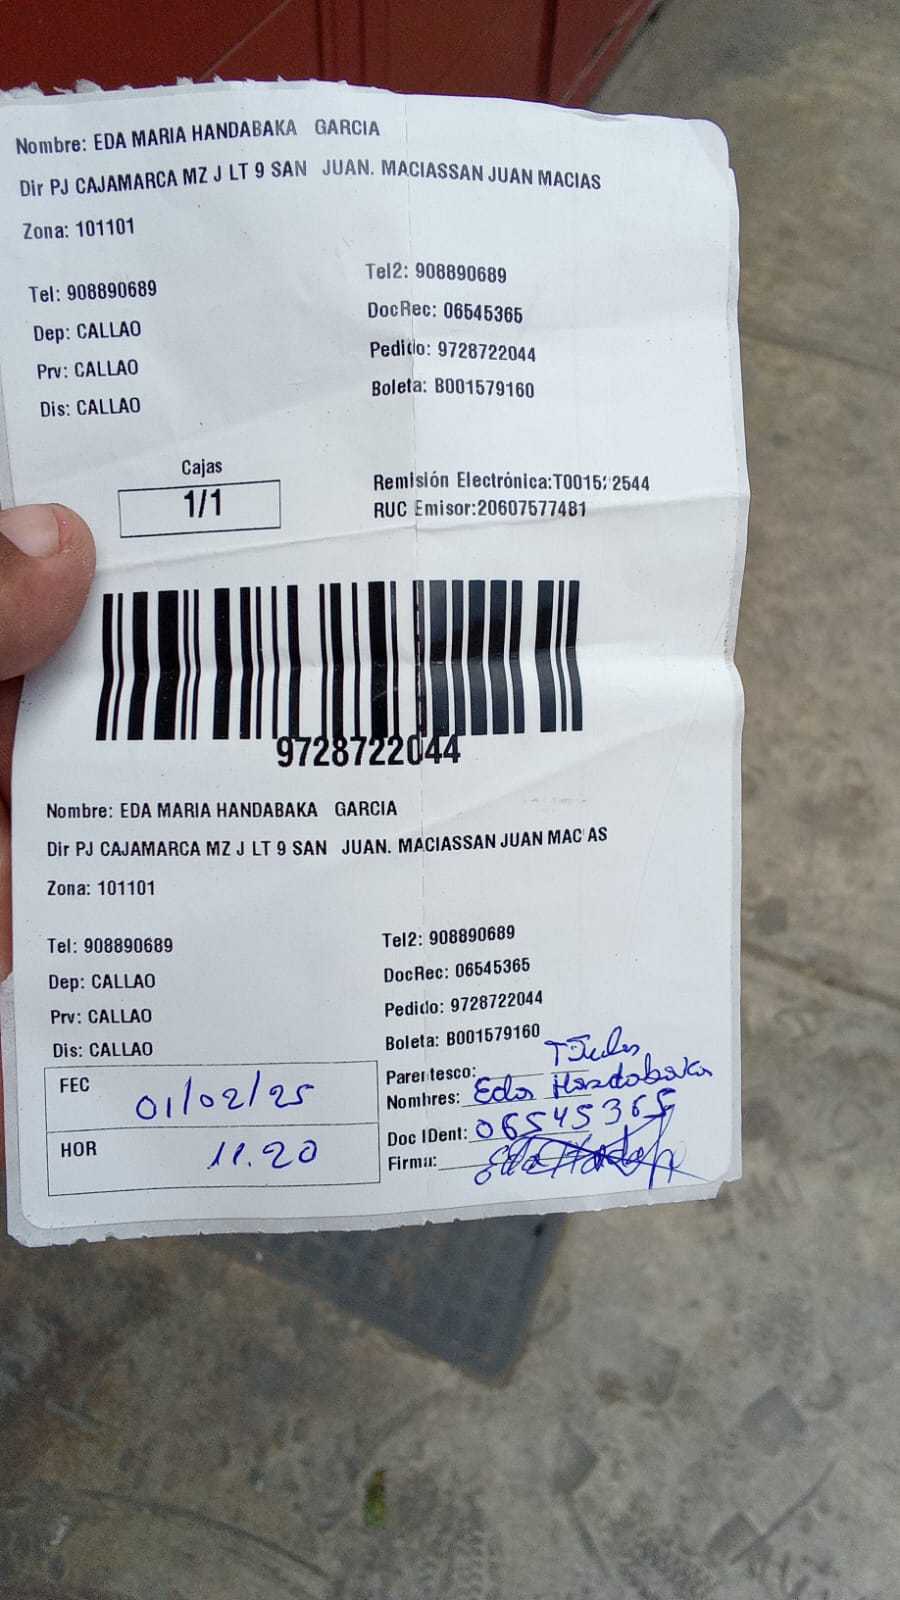 Nombre: EDA MARIA HANDABAKA GARCIA
Dir PJ CAJAMARCA MZ J LT 9 SAN JUAN. MACIASSAN JUAN MACIAS
Zona: 101101
Tel: 908890689 Tel2: 908890689
Dep: CALLAO DocRec: 06545365
Prv: CALLAO Pedido: 9728722044
Dis: CALLAO Boleta: B001579160
Cajas
1/1
Remisión Electrónica:
RUC Emisor:20607577481
9728722044
Nombre: EDA MARIA HANDABAKA GARCIA
Dir PJ CAJAMARCA MZ J LT 9 SAN JUAN. MACIASSAN JUAN MACIAS
Zona: 101101
Tel: 908890689 Tel2: 908890689
Dep: CALLAO DocRec: 06545365
Prv: CALLAO Pedido: 9728722044
Dis: CALLAO Boleta: B001579160
FEC 01/02/25
HOR 11.20
Parentesco: Titular
Nombres: Eda Handabaka
Doc IDent: 06545365
Firma: